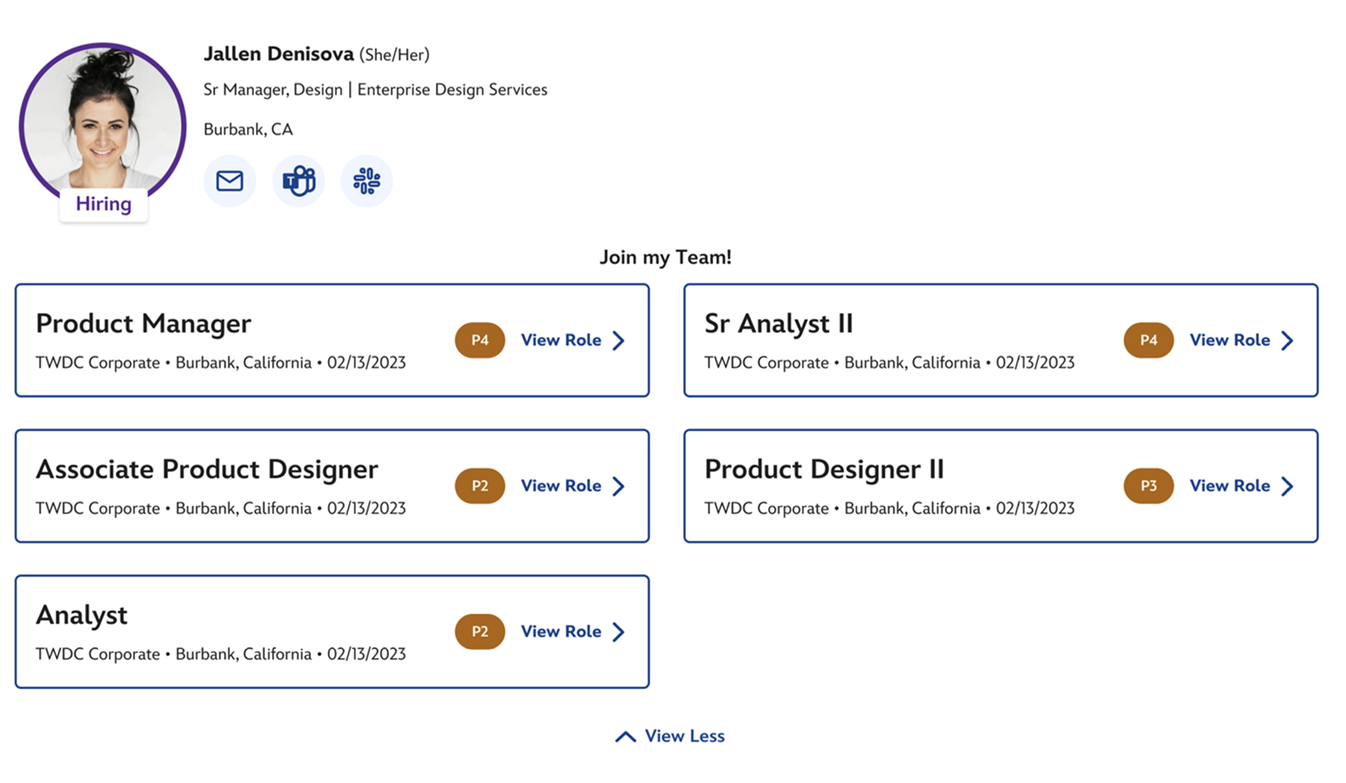 Jallen Denisova (She/Her)
Sr Manager, Design | Enterprise Design Services
Burbank, CA
T
Hiring
Join my Team!
Product Manager
TWDC Corporate • Burbank, California • 02/13/2023
P4
View Role
Sr Analyst II
TWDC Corporate • Burbank, California • 02/13/2023
P4
View Role
Associate Product Designer
TWDC Corporate • Burbank, California • 02/13/2023
P2
View Role
Product Designer II
TWDC Corporate • Burbank, California • 02/13/2023
P3
View Role
Analyst
TWDC Corporate • Burbank, California • 02/13/2023
P2
View Role
View Less